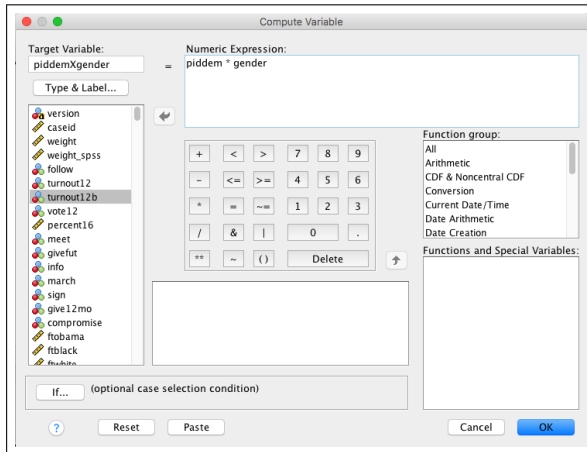 Compute Variable
Target Variable:
piddemXgender
=
Numeric Expression:
piddem * gender
Type & Label...
version
caseid
weight
weight_spss
follow
turnout12
turnout12b
vote12
percent16
meet
givefut
info
march
sign
give12mo
compromise
ftobama
ftblack
ftwhite
+ < > 7 8 9
- <= >= 4 5 6
* = ~= 1 2 3
/ & | 0 .
** ~ ( ) Delete
Function group:
All
Arithmetic
CDF & Noncentral CDF
Conversion
Current Date/Time
Date Arithmetic
Date Creation
Functions and Special Variables:
If... (optional case selection condition)
? Reset Paste Cancel OK